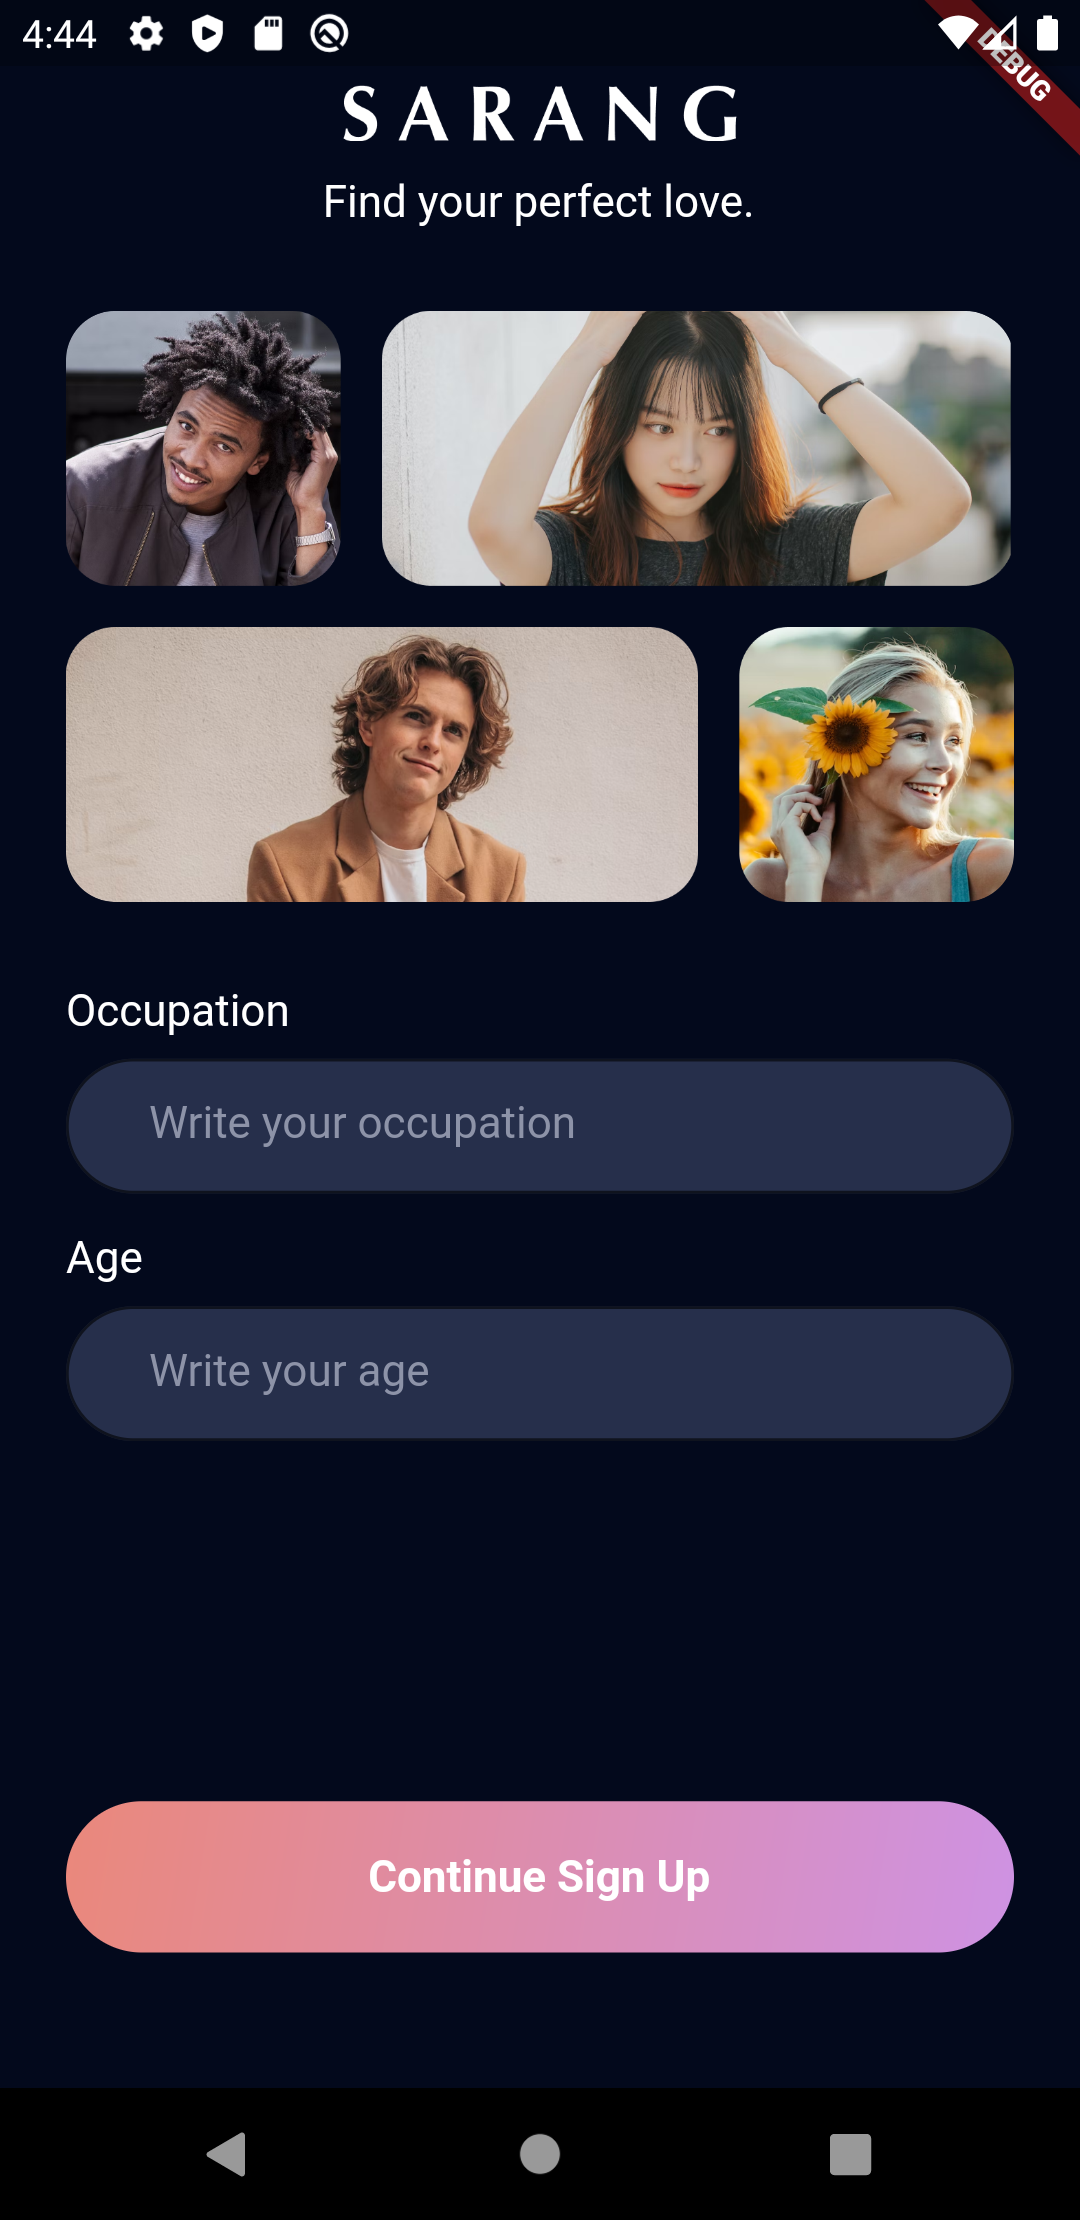 4:44
DEBUG
SARANG
Find your perfect love.
Occupation
Write your occupation
Age
Write your age
Continue Sign Up